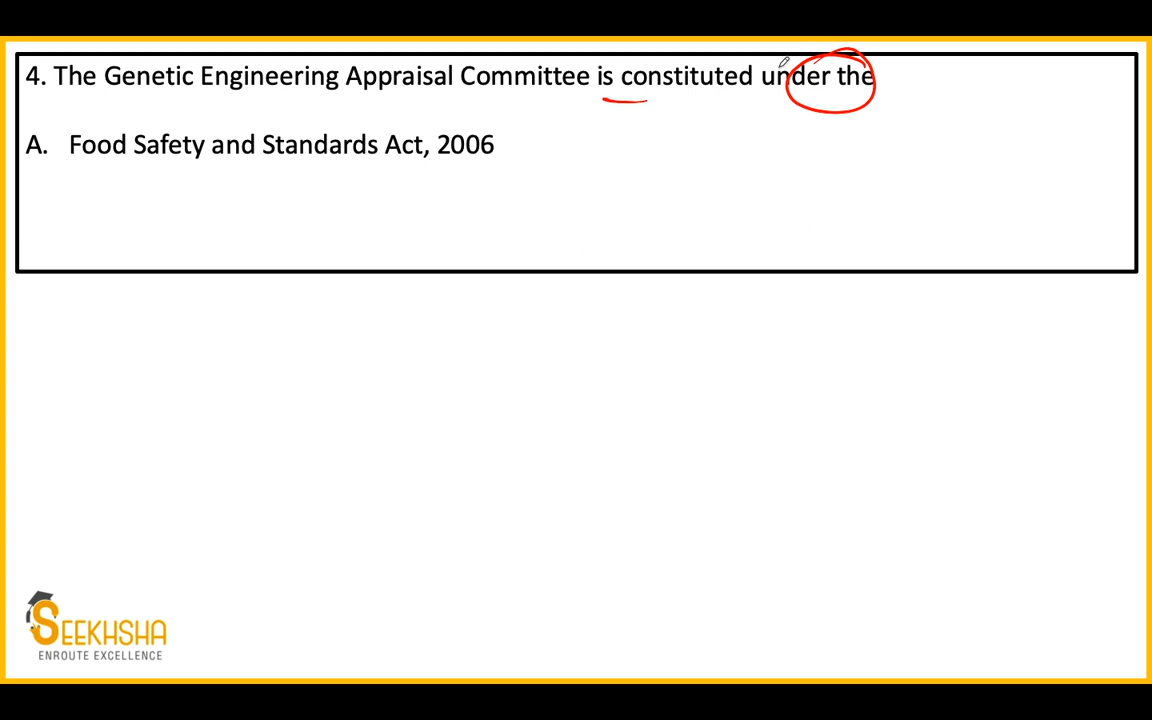 4. The Genetic Engineering Appraisal Committee is constituted under the
A. Food Safety and Standards Act, 2006
SEEKHSHA
ENROUTE EXCELLENCE